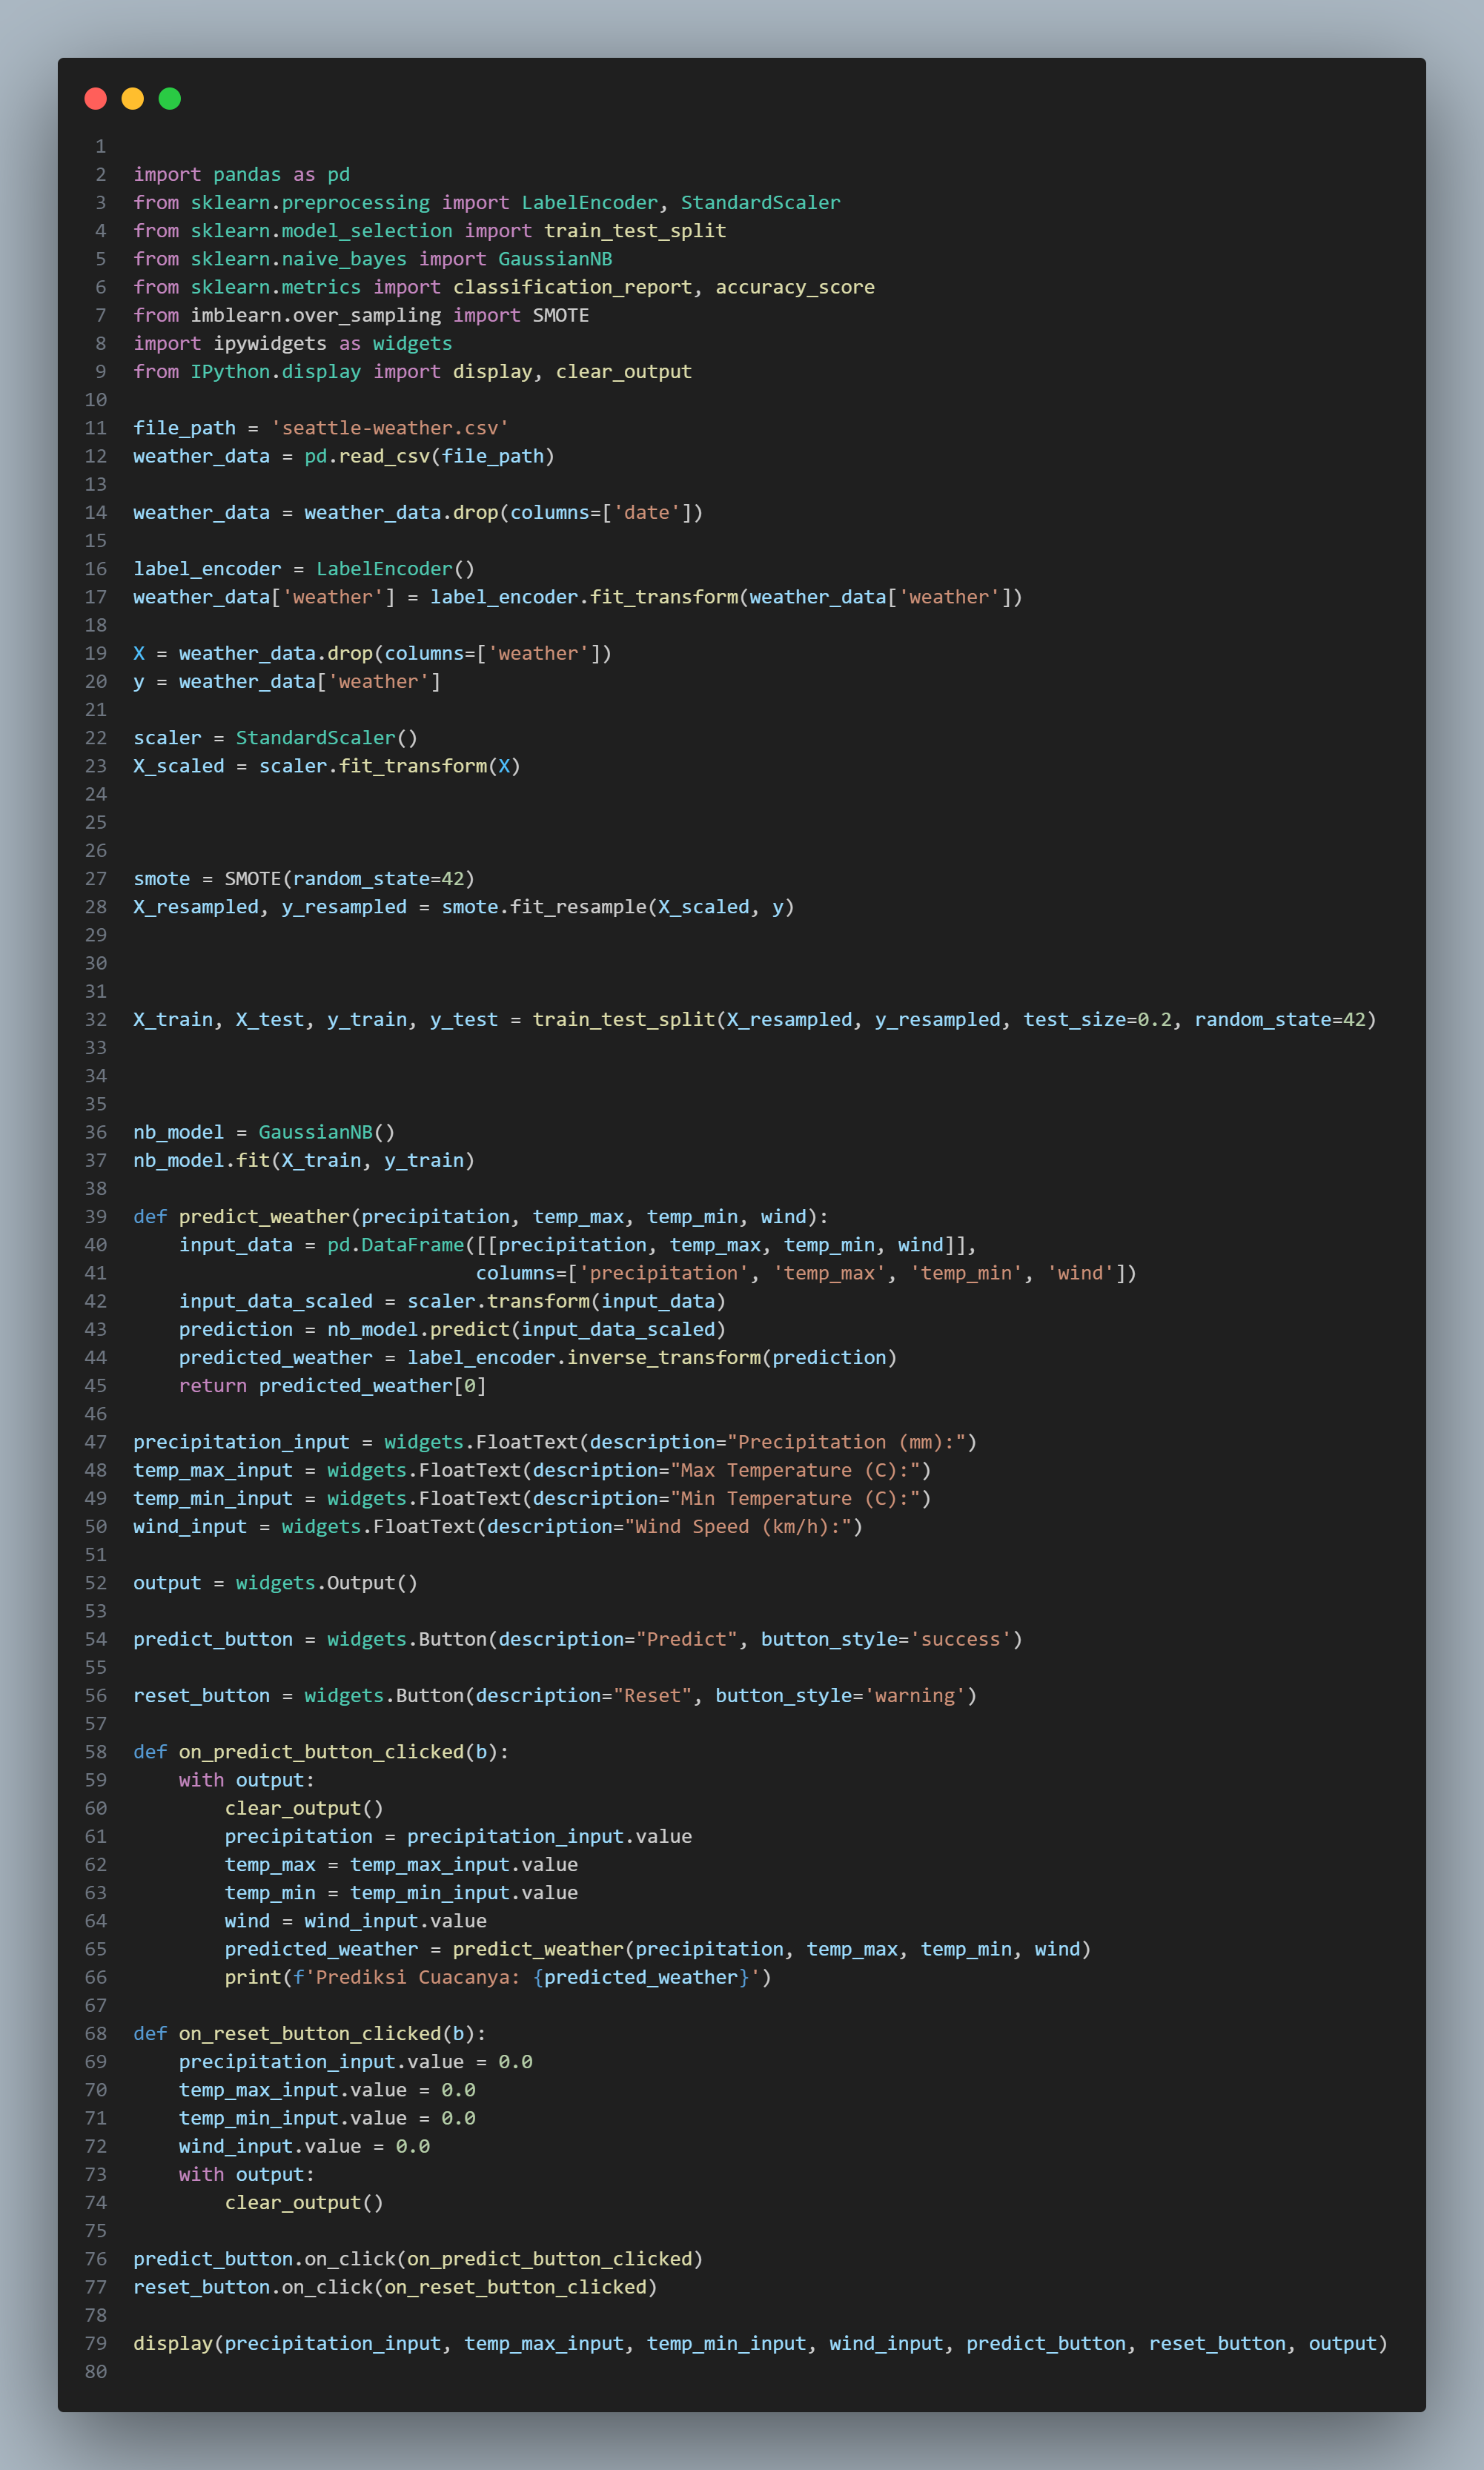 1
2 import pandas as pd
3 from sklearn.preprocessing import LabelEncoder, StandardScaler
4 from sklearn.model_selection import train_test_split
5 from sklearn.naive_bayes import GaussianNB
6 from sklearn.metrics import classification_report, accuracy_score
7 from imblearn.over_sampling import SMOTE
8 import ipywidgets as widgets
9 from IPython.display import display, clear_output
10
11 file_path = 'seattle-weather.csv'
12 weather_data = pd.read_csv(file_path)
13
14 weather_data = weather_data.drop(columns=['date'])
15
16 label_encoder = LabelEncoder()
17 weather_data['weather'] = label_encoder.fit_transform(weather_data['weather'])
18
19 X = weather_data.drop(columns=['weather'])
20 y = weather_data['weather']
21
22 scaler = StandardScaler()
23 X_scaled = scaler.fit_transform(X)
24
25
26
27 smote = SMOTE(random_state=42)
28 X_resampled, y_resampled = smote.fit_resample(X_scaled, y)
29
30
31
32 X_train, X_test, y_train, y_test = train_test_split(X_resampled, y_resampled, test_size=0.2, random_state=42)
33
34
35
36 nb_model = GaussianNB()
37 nb_model.fit(X_train, y_train)
38
39 def predict_weather(precipitation, temp_max, temp_min, wind):
40     input_data = pd.DataFrame([[precipitation, temp_max, temp_min, wind]],
41                               columns=['precipitation', 'temp_max', 'temp_min', 'wind'])
42     input_data_scaled = scaler.transform(input_data)
43     prediction = nb_model.predict(input_data_scaled)
44     predicted_weather = label_encoder.inverse_transform(prediction)
45     return predicted_weather[0]
46
47 precipitation_input = widgets.FloatText(description="Precipitation (mm):")
48 temp_max_input = widgets.FloatText(description="Max Temperature (C):")
49 temp_min_input = widgets.FloatText(description="Min Temperature (C):")
50 wind_input = widgets.FloatText(description="Wind Speed (km/h):")
51
52 output = widgets.Output()
53
54 predict_button = widgets.Button(description="Predict", button_style='success')
55
56 reset_button = widgets.Button(description="Reset", button_style='warning')
57
58 def on_predict_button_clicked(b):
59     with output:
60         clear_output()
61         precipitation = precipitation_input.value
62         temp_max = temp_max_input.value
63         temp_min = temp_min_input.value
64         wind = wind_input.value
65         predicted_weather = predict_weather(precipitation, temp_max, temp_min, wind)
66         print(f'Prediksi Cuacanya: {predicted_weather}')
67
68 def on_reset_button_clicked(b):
69     precipitation_input.value = 0.0
70     temp_max_input.value = 0.0
71     temp_min_input.value = 0.0
72     wind_input.value = 0.0
73     with output:
74         clear_output()
75
76 predict_button.on_click(on_predict_button_clicked)
77 reset_button.on_click(on_reset_button_clicked)
78
79 display(precipitation_input, temp_max_input, temp_min_input, wind_input, predict_button, reset_button, output)
80